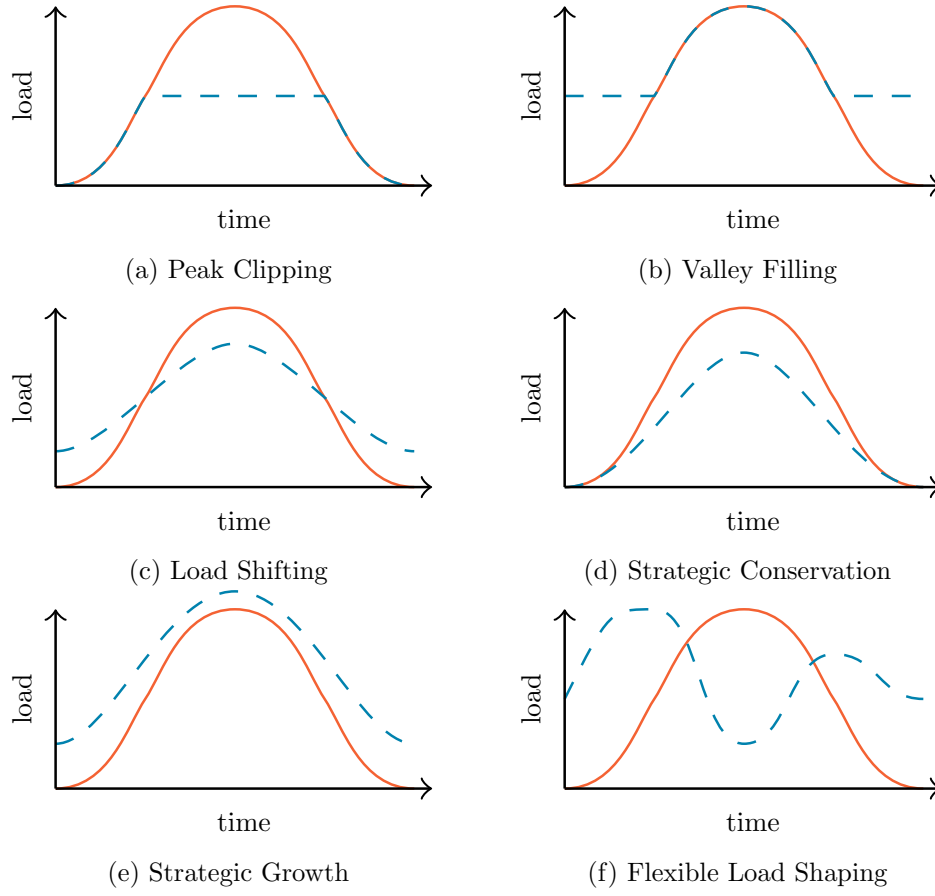 load
time
(a) Peak Clipping
load
time
(b) Valley Filling
load
time
(c) Load Shifting
load
time
(d) Strategic Conservation
load
time
(e) Strategic Growth
load
time
(f) Flexible Load Shaping